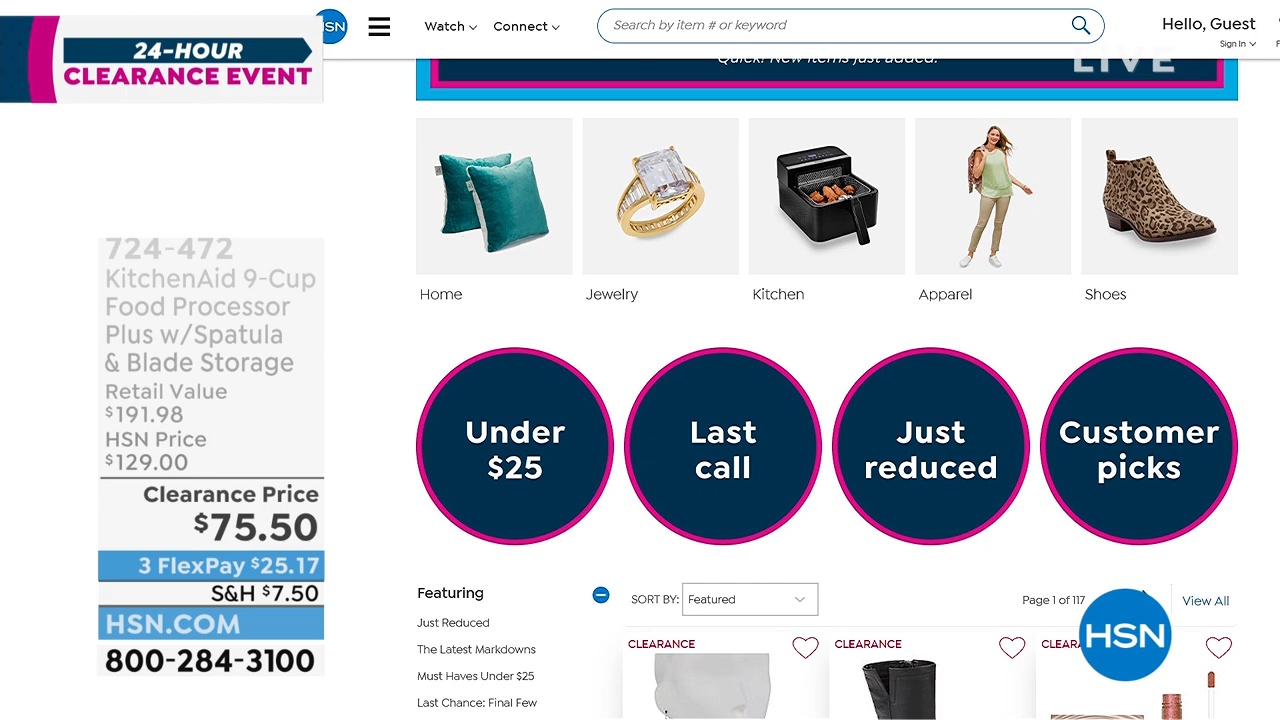 24-HOUR
CLEARANCE EVENT
HSN
Watch
Connect
Search by item # or keyword
Hello, Guest
Sign In
Quick! New items just added.
LIVE
724-472
KitchenAid 9-Cup
Food Processor
Plus w/Spatula
& Blade Storage
Retail Value
$191.98
HSN Price
$129.00
Clearance Price
$75.50
3 FlexPay $25.17
S&H $7.50
HSN.COM
800-284-3100
Home
Jewelry
Kitchen
Apparel
Shoes
Under
$25
Last
call
Just
reduced
Customer
picks
Featuring
Just Reduced
The Latest Markdowns
Must Haves Under $25
Last Chance: Final Few
SORT BY: Featured
Page 1 of 117
View All
CLEARANCE
CLEARANCE
CLEAR
HSN